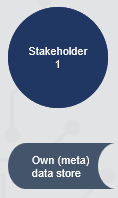 Stakeholder
1
Own (meta)
data store